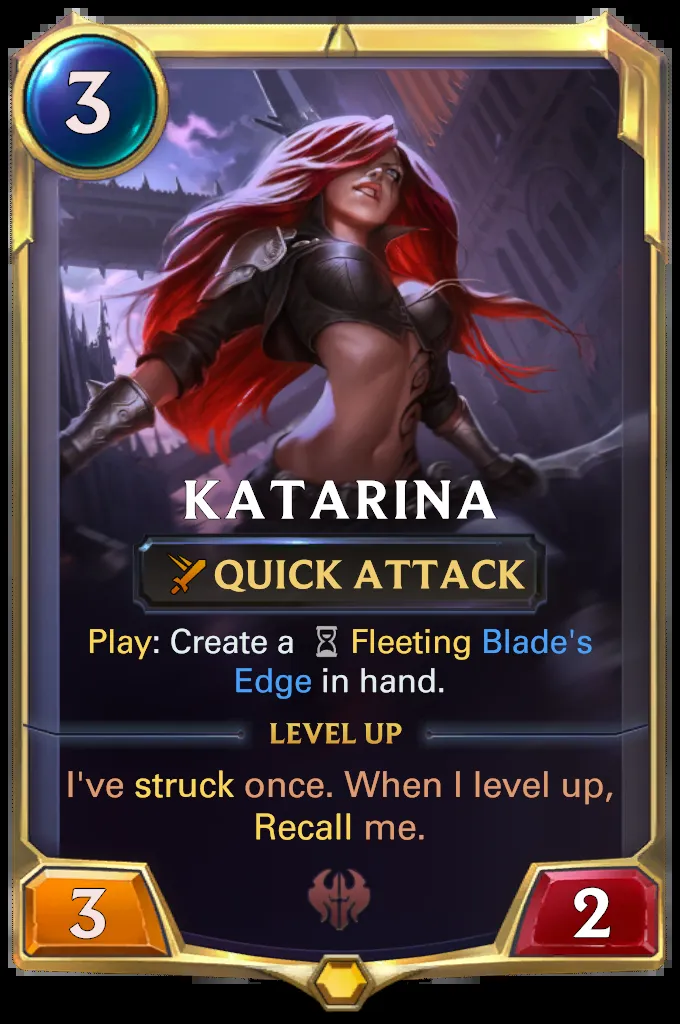 3
KATARINA
QUICK ATTACK
Play: Create a Fleeting Blade's
Edge in hand.
LEVEL UP
I've struck once. When I level up,
Recall me.
3
2